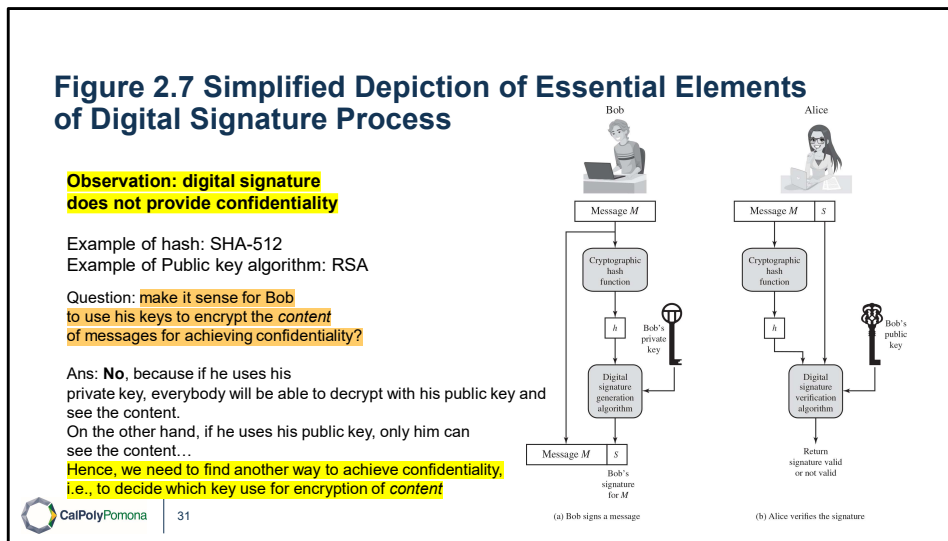 Figure 2.7 Simplified Depiction of Essential Elements
of Digital Signature Process
Observation: digital signature
does not provide confidentiality
Example of hash: SHA-512
Example of Public key algorithm: RSA
Question: make it sense for Bob
to use his keys to encrypt the content
of messages for achieving confidentiality?
Ans: No, because if he uses his
private key, everybody will be able to decrypt with his public key and
see the content.
On the other hand, if he uses his public key, only him can
see the content…
Hence, we need to find another way to achieve confidentiality,
i.e., to decide which key use for encryption of content
CalPolyPomona
31
Bob
Message M
Cryptographic
hash
function
h
Bob's
private
key
Digital
signature
generation
algorithm
Message M
S
Bob's
signature
for M
(a) Bob signs a message
Alice
Message M
S
Cryptographic
hash
function
h
Bob's
public
key
Digital
signature
verification
algorithm
Return
signature valid
or not valid
(b) Alice verifies the signature